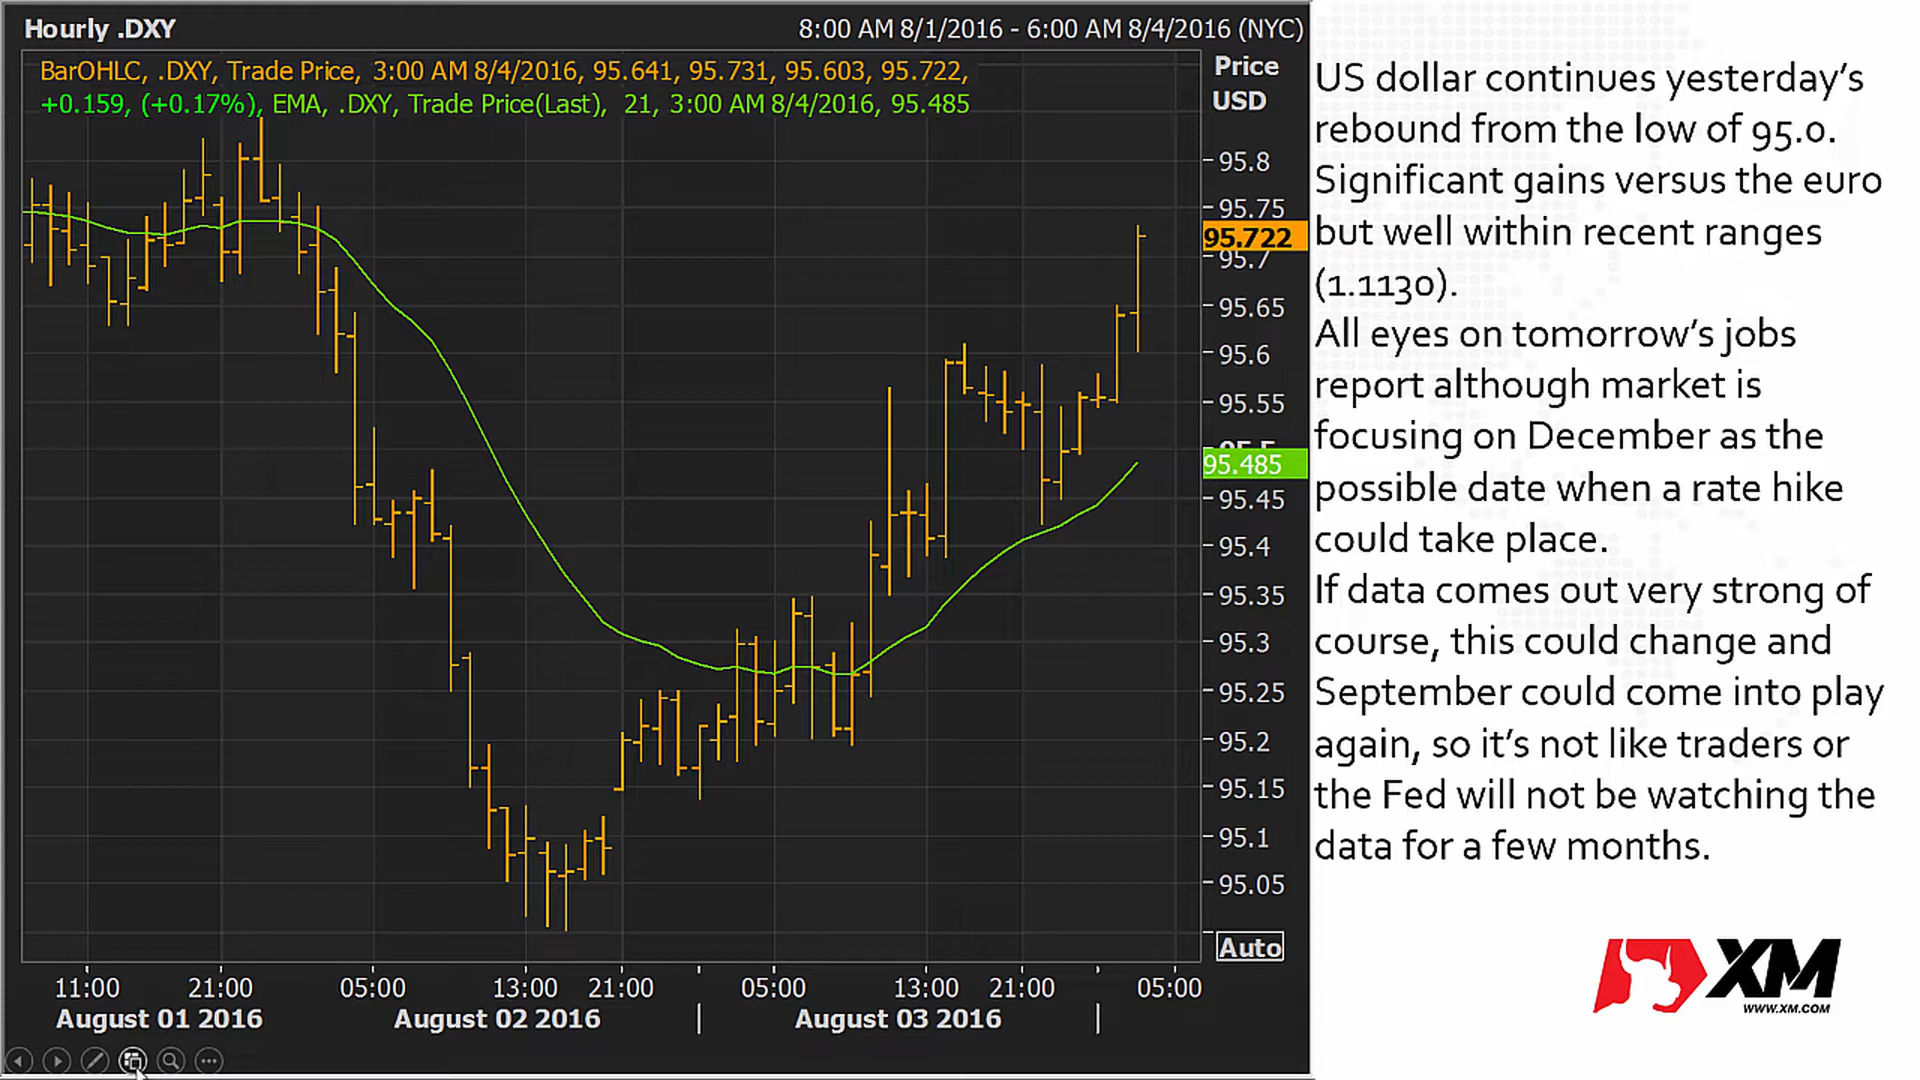 Hourly .DXY
8:00 AM 8/1/2016 - 6:00 AM 8/4/2016 (NYC)
BarOHLC, .DXY, Trade Price, 3:00 AM 8/4/2016, 95.641, 95.731, 95.603, 95.722,
+0.159, (+0.17%), EMA, .DXY, Trade Price(Last), 21, 3:00 AM 8/4/2016, 95.485
Price
USD
95.8
95.75
95.722
95.7
95.65
95.6
95.55
95.5
95.485
95.45
95.4
95.35
95.3
95.25
95.2
95.15
95.1
95.05
Auto
11:00
21:00
05:00
13:00
21:00
05:00
13:00
21:00
05:00
August 01 2016
August 02 2016
August 03 2016
US dollar continues yesterday’s
rebound from the low of 95.0.
Significant gains versus the euro
but well within recent ranges
(1.1130).
All eyes on tomorrow’s jobs
report although market is
focusing on December as the
possible date when a rate hike
could take place.
If data comes out very strong of
course, this could change and
September could come into play
again, so it’s not like traders or
the Fed will not be watching the
data for a few months.
XM
WWW.XM.COM